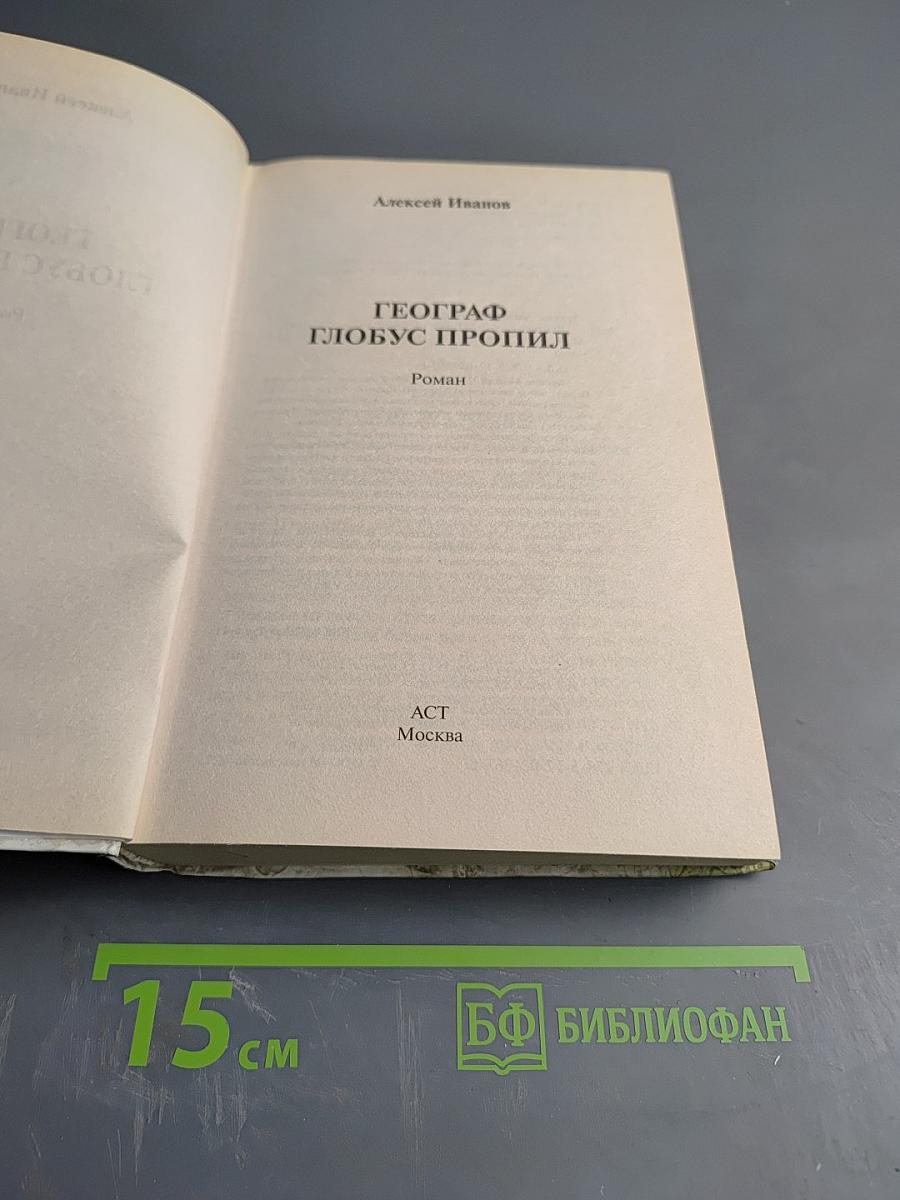 Алексей Иванов
ГЕОГРАФ
ГЛОБУС ПРОПИЛ
Роман
АСТ
Москва
15 см
БФ БИБЛИОФАН